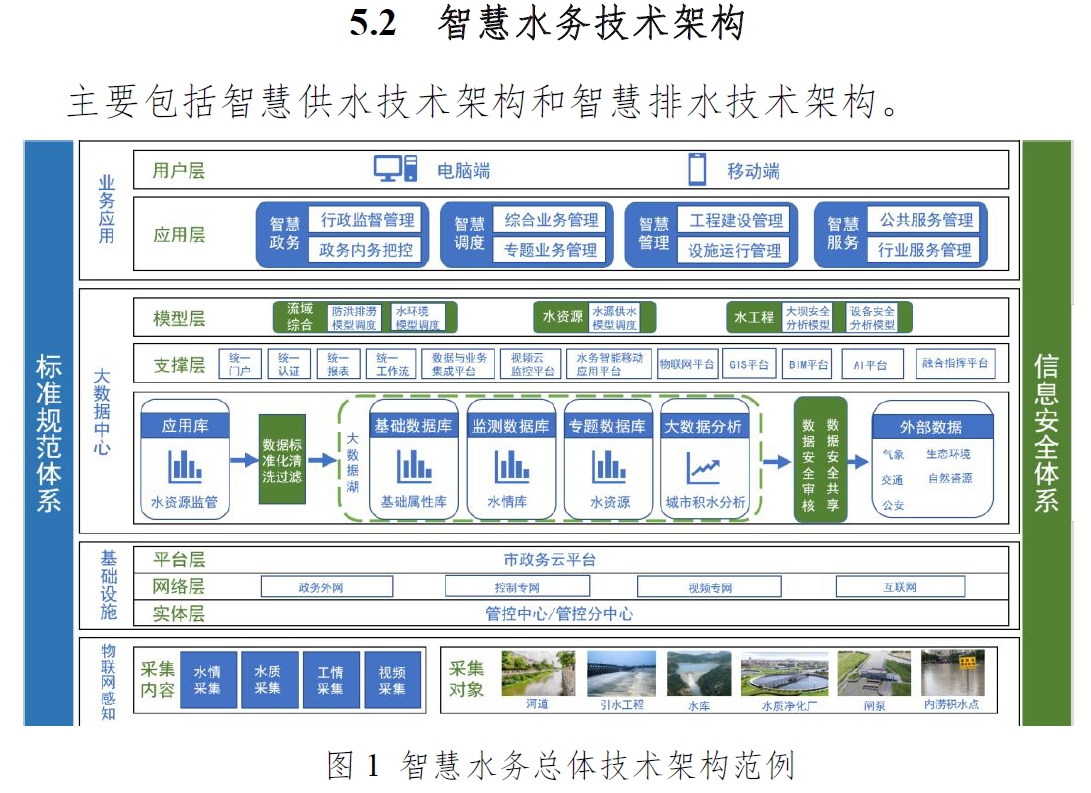 5.2 智慧水务技术架构
主要包括智慧供水技术架构和智慧排水技术架构。
标准规范体系
业务应用
用户层
电脑端
移动端
应用层
智慧政务
行政监督管理
政务内务把控
智慧调度
综合业务管理
专题业务管理
智慧管理
工程建设管理
设施运行管理
智慧服务
公共服务管理
行业服务管理
大数据中心
模型层
流域综合
防洪排涝模型调度
水环境模型调度
水资源
水源供水模型调度
水工程
大坝安全分析模型
设备安全分析模型
支撑层
统一门户
统一认证
统一报表
统一工作流
数据与业务集成平台
视频云监控平台
水务智能移动应用平台
物联网平台
GIS平台
BIM平台
AI平台
融合指挥平台
应用库
水资源监管
数据标准化清洗过滤
大数据湖
基础数据库
基础属性库
监测数据库
水情库
专题数据库
水资源
大数据分析
城市积水分析
数据安全审核
数据安全共享
外部数据
气象
生态环境
交通
自然资源
公安
基础设施
平台层
市政务云平台
网络层
政务外网
控制专网
视频专网
互联网
实体层
管控中心/管控分中心
物联网感知
采集内容
水情采集
水质采集
工情采集
视频采集
采集对象
河道
引水工程
水库
水质净化厂
闸泵
内涝积水点
信息安全体系
图1 智慧水务总体技术架构范例